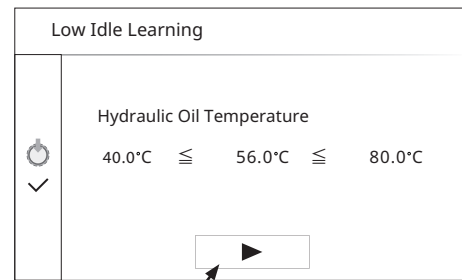 Low Idle Learning
Hydraulic Oil Temperature
40.0°C ≦ 56.0°C ≦ 80.0°C